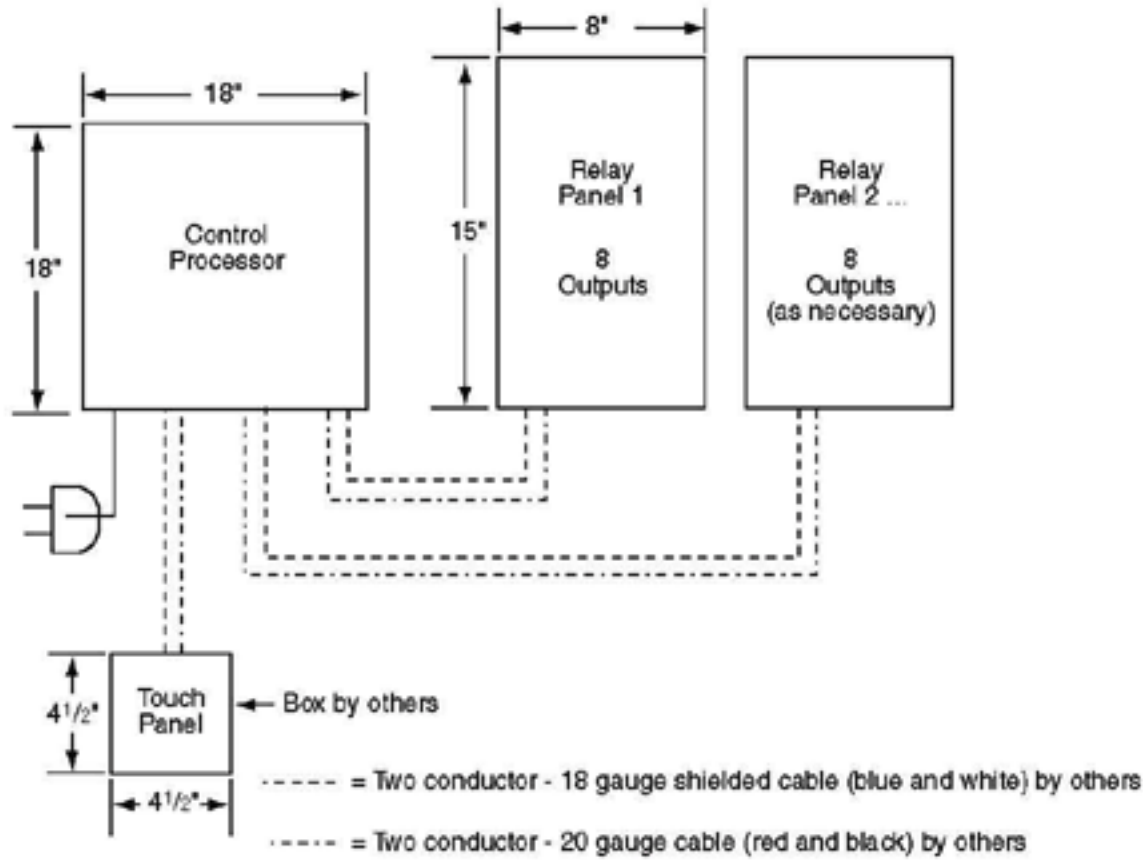 8"
18"
Relay
Panel 1
8
Outputs
Relay
Panel 2 ...
8
Outputs
(as necessary)
15"
Control
Processor
18"
Touch
Panel
4 1/2"
Box by others
4 1/2"
= Two conductor - 18 gauge shielded cable (blue and white) by others
= Two conductor - 20 gauge cable (red and black) by others